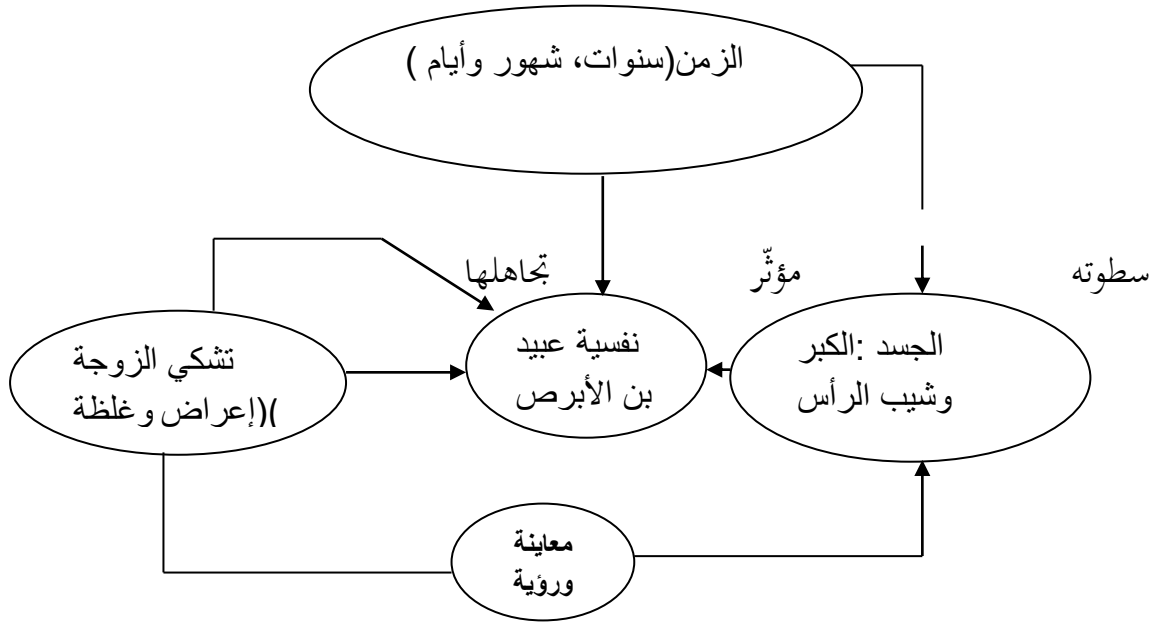 الزمن(سنوات، شهور وأيام )
سطوته
مؤثّر
تجاهلها
الجسد :الكبر
وشيب الرأس
نفسية عبيد
بن الأبرص
تشكي الزوجة
)(إعراض وغلظة
معاينة
ورؤية